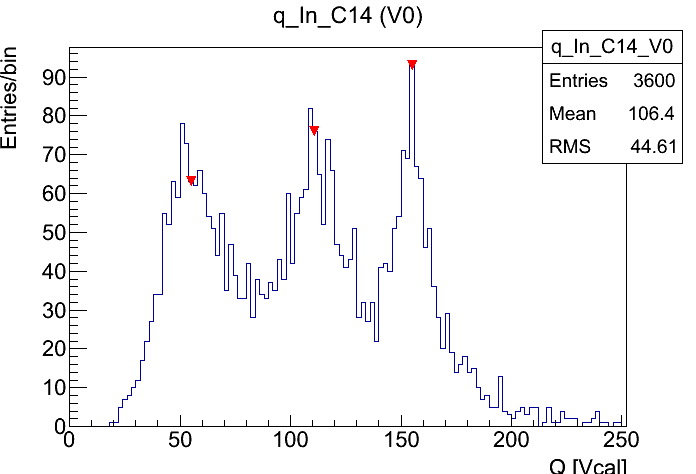 q_In_C14 (V0)
q_In_C14_V0
Entries 3600
Mean 106.4
RMS 44.61
Entries/bin
90
80
70
60
50
40
30
20
10
0
0 50 100 150 200 250
Q [Vcal]